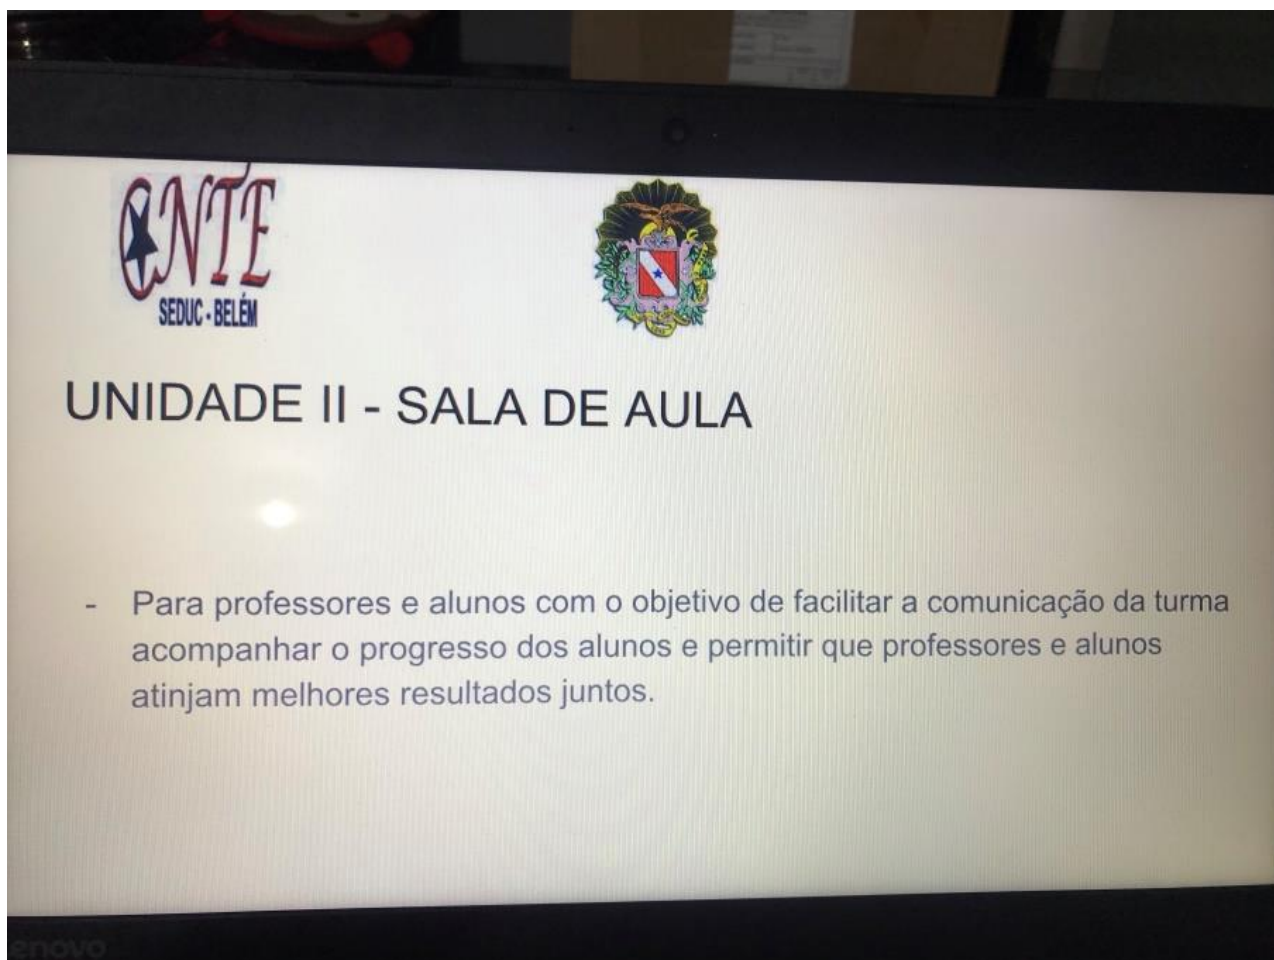 NTE
SEDUC - BELÉM
UNIDADE II - SALA DE AULA
- Para professores e alunos com o objetivo de facilitar a comunicação da turma
acompanhar o progresso dos alunos e permitir que professores e alunos
atinjam melhores resultados juntos.
enovo